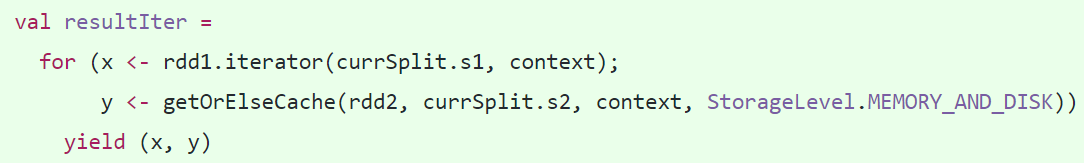 val resultIter =
for (x <- rdd1.iterator(currSplit.s1, context);
y <- getOrElseCache(rdd2, currSplit.s2, context, StorageLevel.MEMORY_AND_DISK))
yield (x, y)